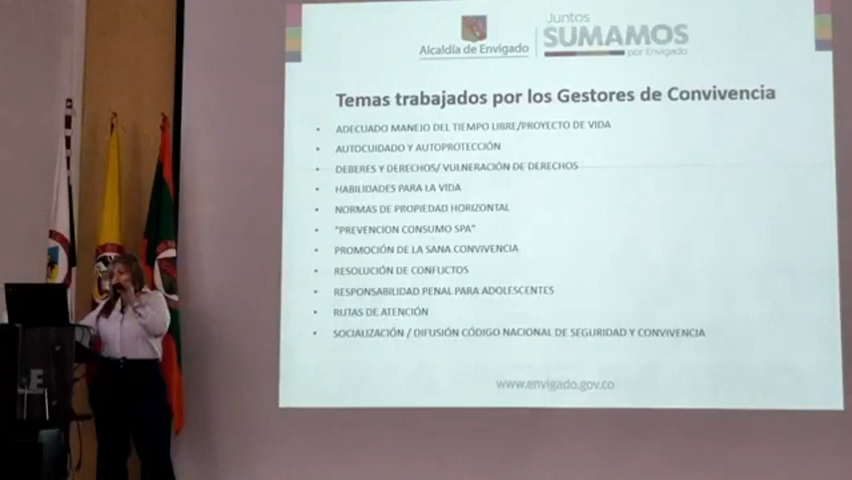 Alcaldía de Envigado
Juntos
SUMAMOS
por Envigado
Temas trabajados por los Gestores de Convivencia
• ADECUADO MANEJO DEL TIEMPO LIBRE/PROYECTO DE VIDA
• AUTOCUIDADO Y AUTOPROTECCIÓN
• DEBERES Y DERECHOS/ VULNERACIÓN DE DERECHOS
• HABILIDADES PARA LA VIDA
• NORMAS DE PROPIEDAD HORIZONTAL
• "PREVENCION CONSUMO SPA"
• PROMOCIÓN DE LA SANA CONVIVENCIA
• RESOLUCIÓN DE CONFLICTOS
• RESPONSABILIDAD PENAL PARA ADOLESCENTES
• RUTAS DE ATENCIÓN
• SOCIALIZACIÓN / DIFUSIÓN CÓDIGO NACIONAL DE SEGURIDAD Y CONVIVENCIA
www.envigado.gov.co